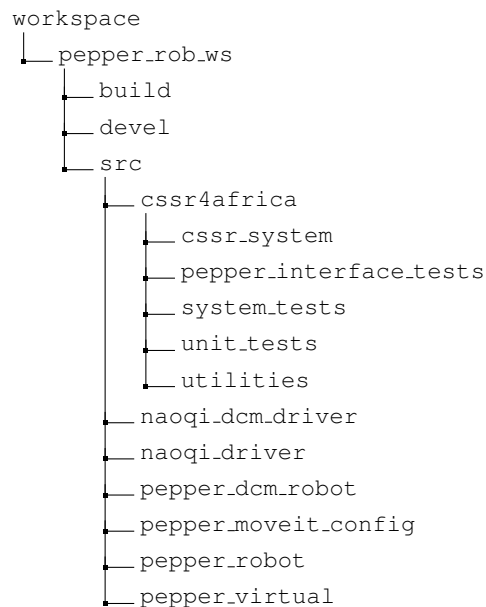 workspace
pepper_rob_ws
build
devel
src
cssr4africa
cssr_system
pepper_interface_tests
system_tests
unit_tests
utilities
naoqi_dcm_driver
naoqi_driver
pepper_dcm_robot
pepper_moveit_config
pepper_robot
pepper_virtual